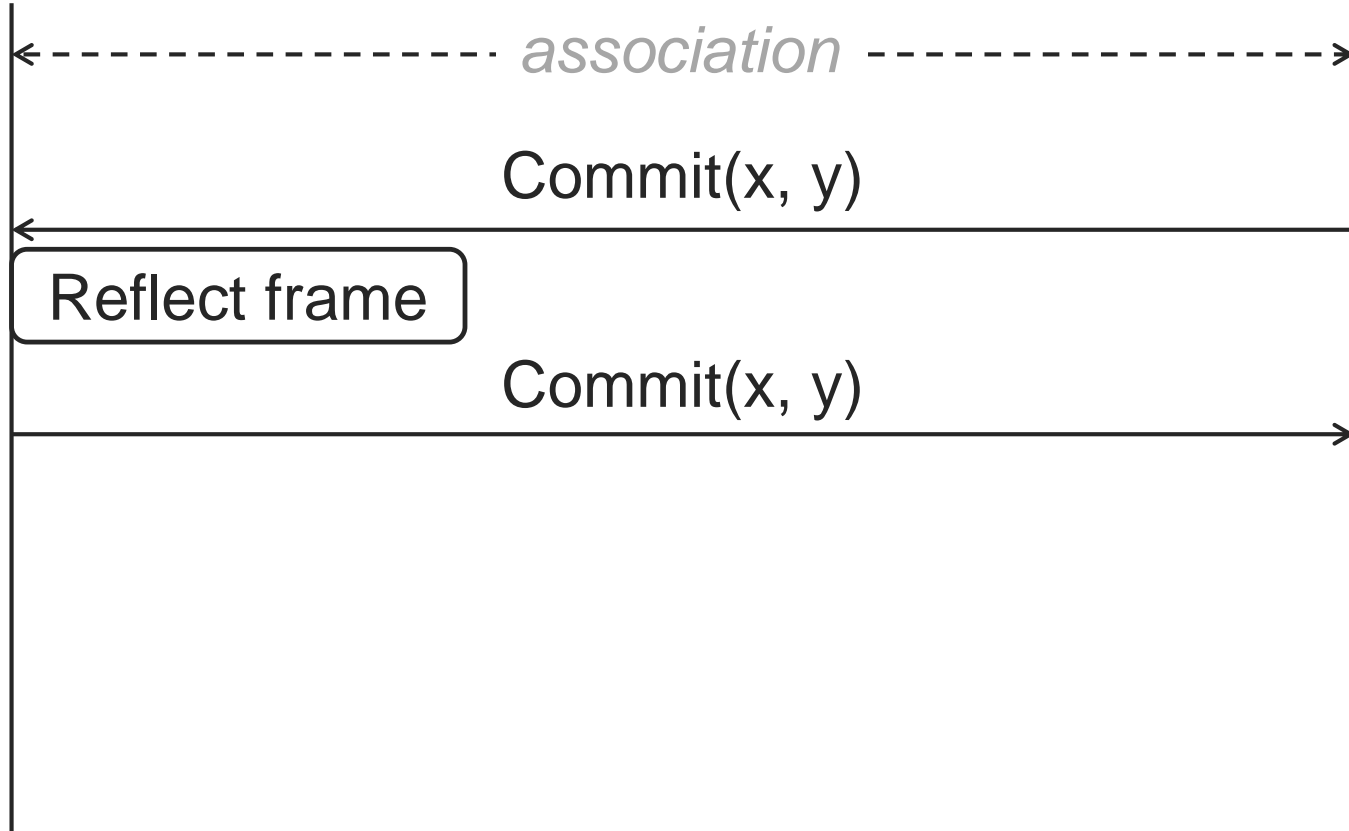 association
Commit(x, y)
Reflect frame
Commit(x, y)